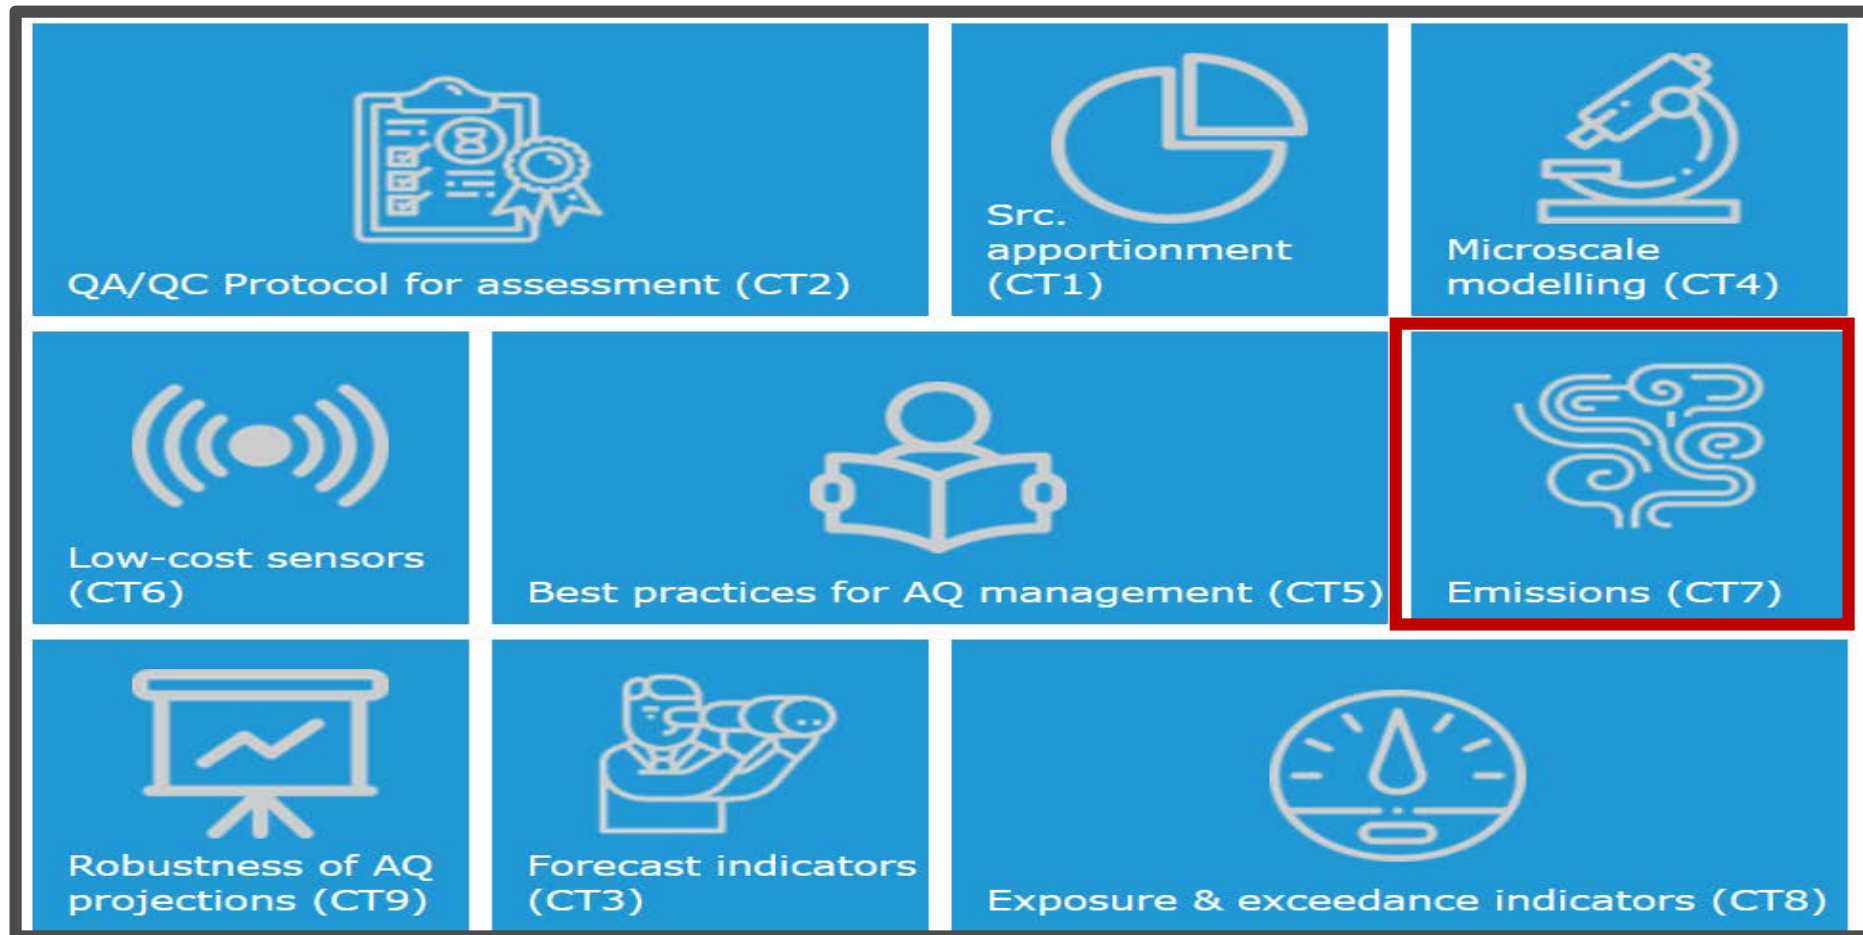 QA/QC Protocol for assessment (CT2)
Src.
apportionment
(CT1)
Microscale
modelling (CT4)
Low-cost sensors
(CT6)
Best practices for AQ management (CT5)
Emissions (CT7)
Robustness of AQ
projections (CT9)
Forecast indicators
(CT3)
Exposure & exceedance indicators (CT8)